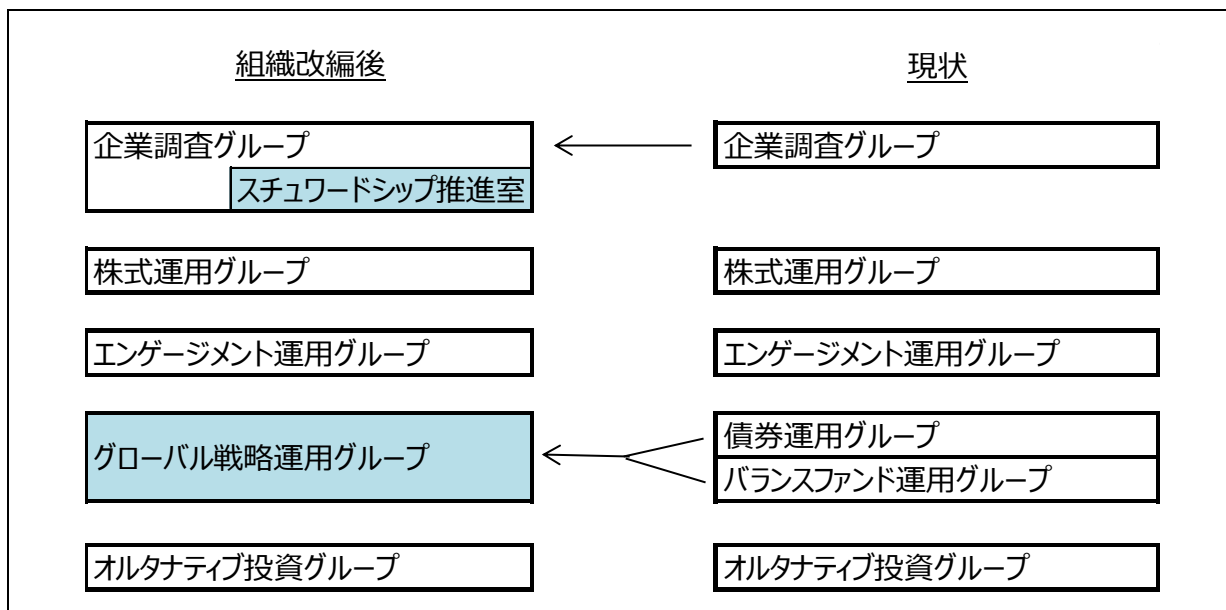 組織改編後
現状
企業調査グループ
企業調査グループ
スチュワードシップ推進室
株式運用グループ
株式運用グループ
エンゲージメント運用グループ
エンゲージメント運用グループ
グローバル戦略運用グループ
債券運用グループ
バランスファンド運用グループ
オルタナティブ投資グループ
オルタナティブ投資グループ